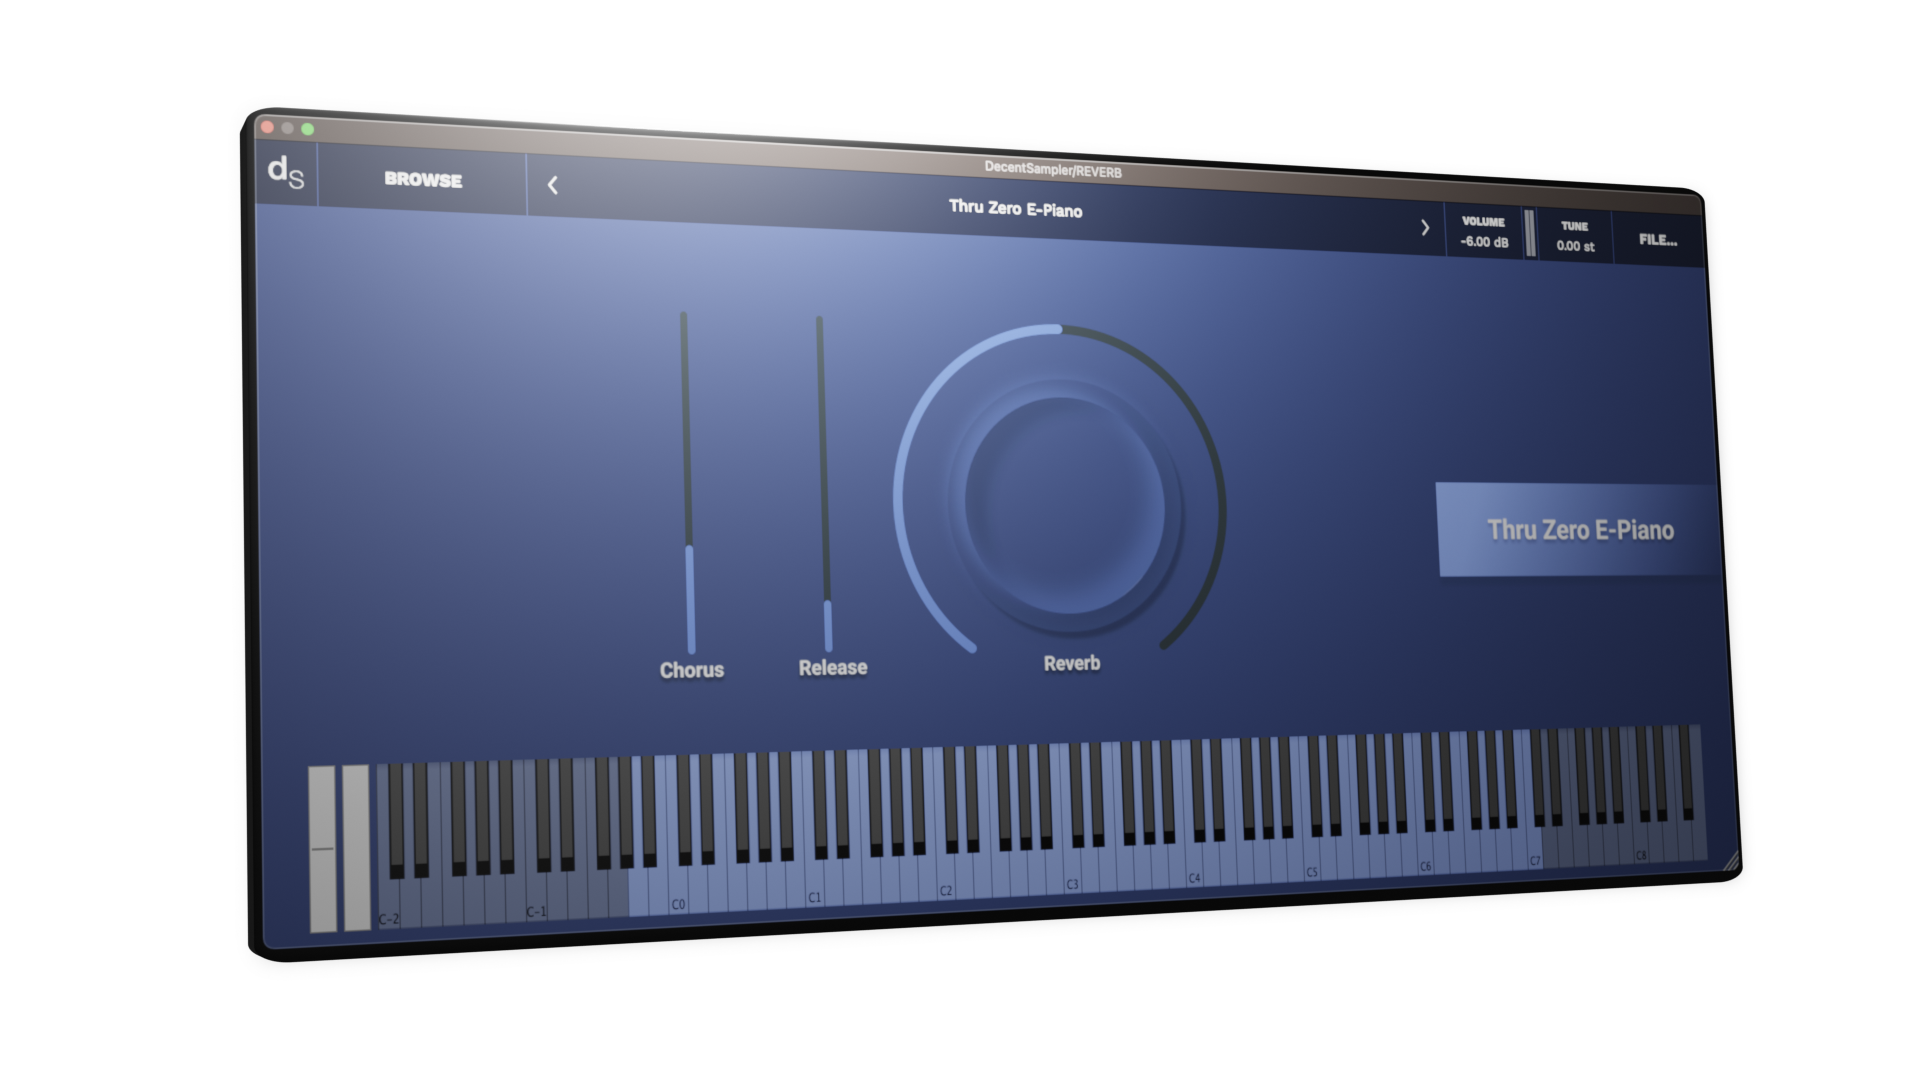 DecentSampler/REVERB
dS
BROWSE
Thru Zero E-Piano
VOLUME
-6.00 dB
TUNE
0.00 st
FILE...
Thru Zero E-Piano
Chorus
Release
Reverb
C-2
C-1
C0
C1
C2
C3
C4
C5
C6
C7
C8